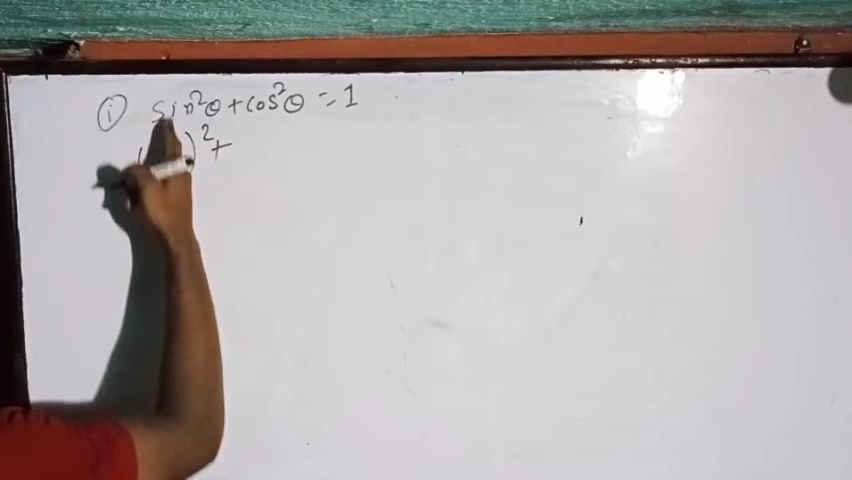 (i) sin²θ + cos²θ = 1
( )² +